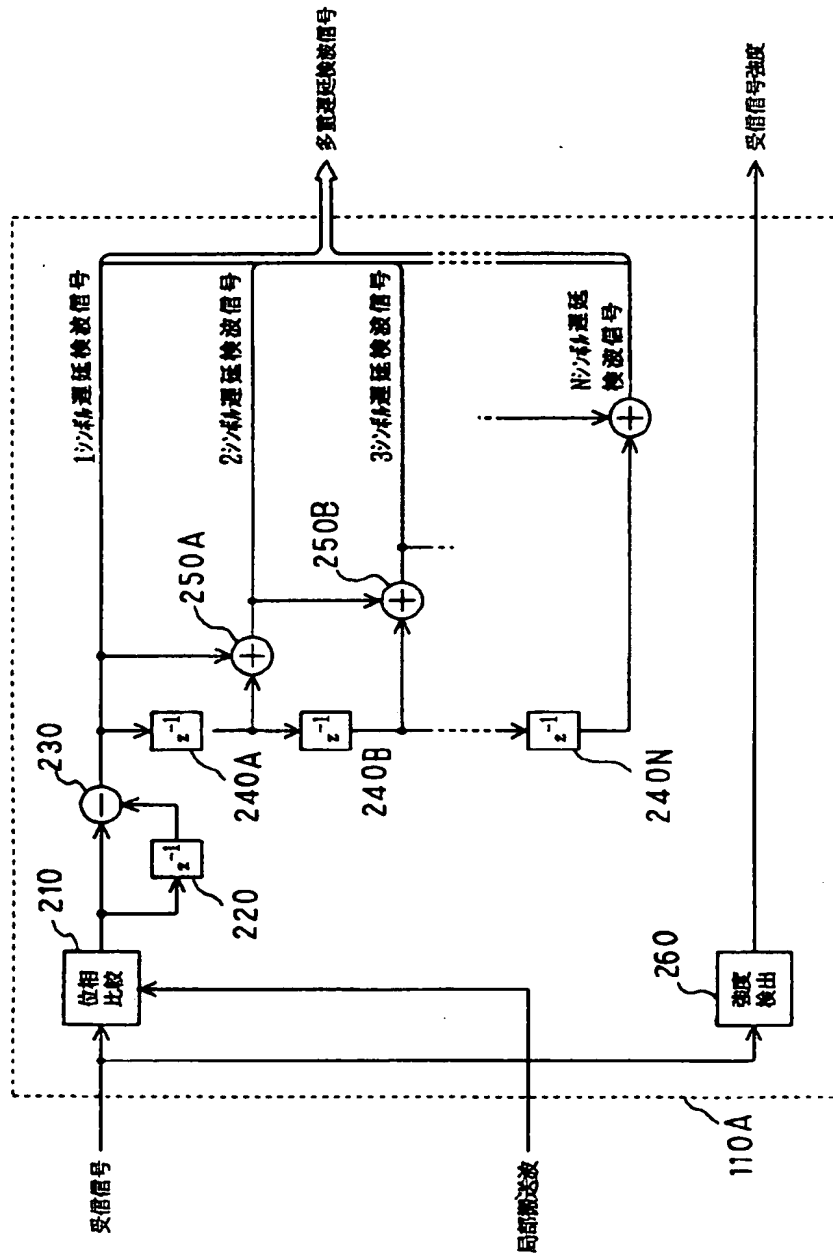 110A
受信信号
局部搬送波
210
位相
比較
220
z⁻¹
230
−
240A
z⁻¹
240B
z⁻¹
240N
z⁻¹
250A
+
250B
+
+
1シンボル遅延検波信号
2シンボル遅延検波信号
3シンボル遅延検波信号
Nシンボル遅延
検波信号
多重遅延検波信号
260
強度
検出
受信信号強度